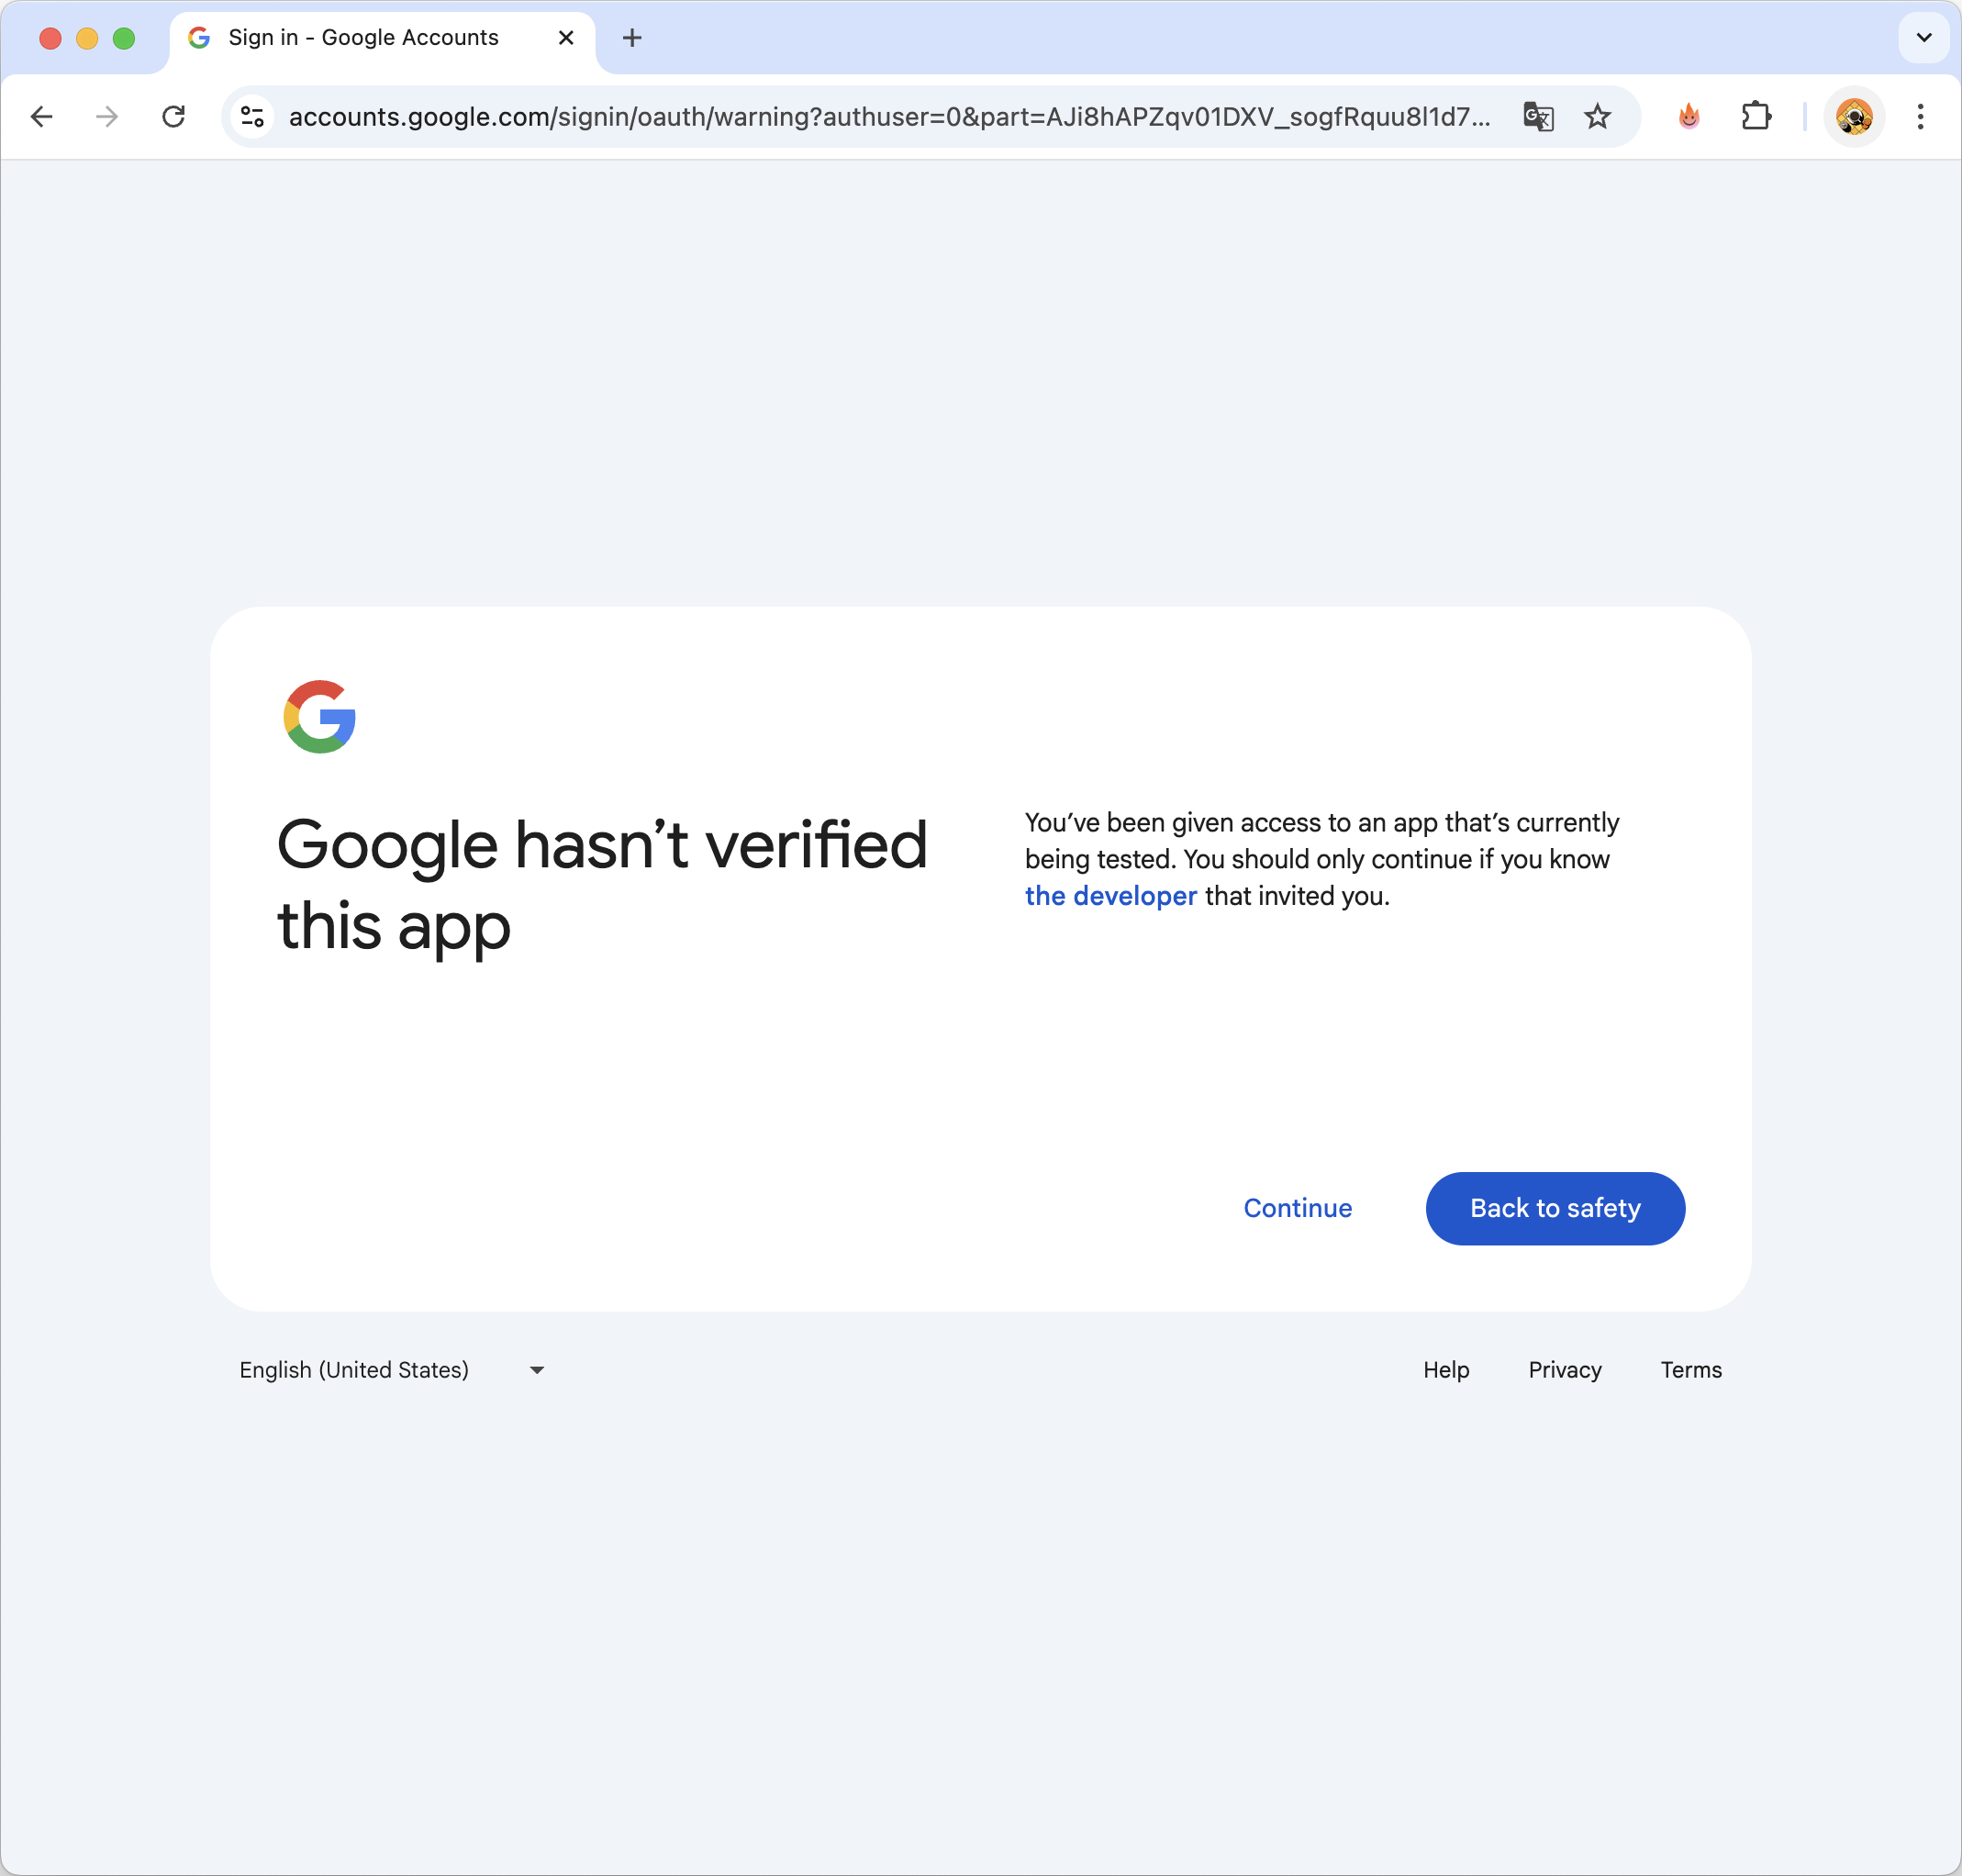 Sign in - Google Accounts
accounts.google.com/signin/oauth/warning?authuser=0&part=AJi8hAPZqv01DXV_sogfRquu8l1d7...
Google hasn’t verified
this app
You’ve been given access to an app that’s currently
being tested. You should only continue if you know
the developer that invited you.
Continue
Back to safety
English (United States)
Help
Privacy
Terms